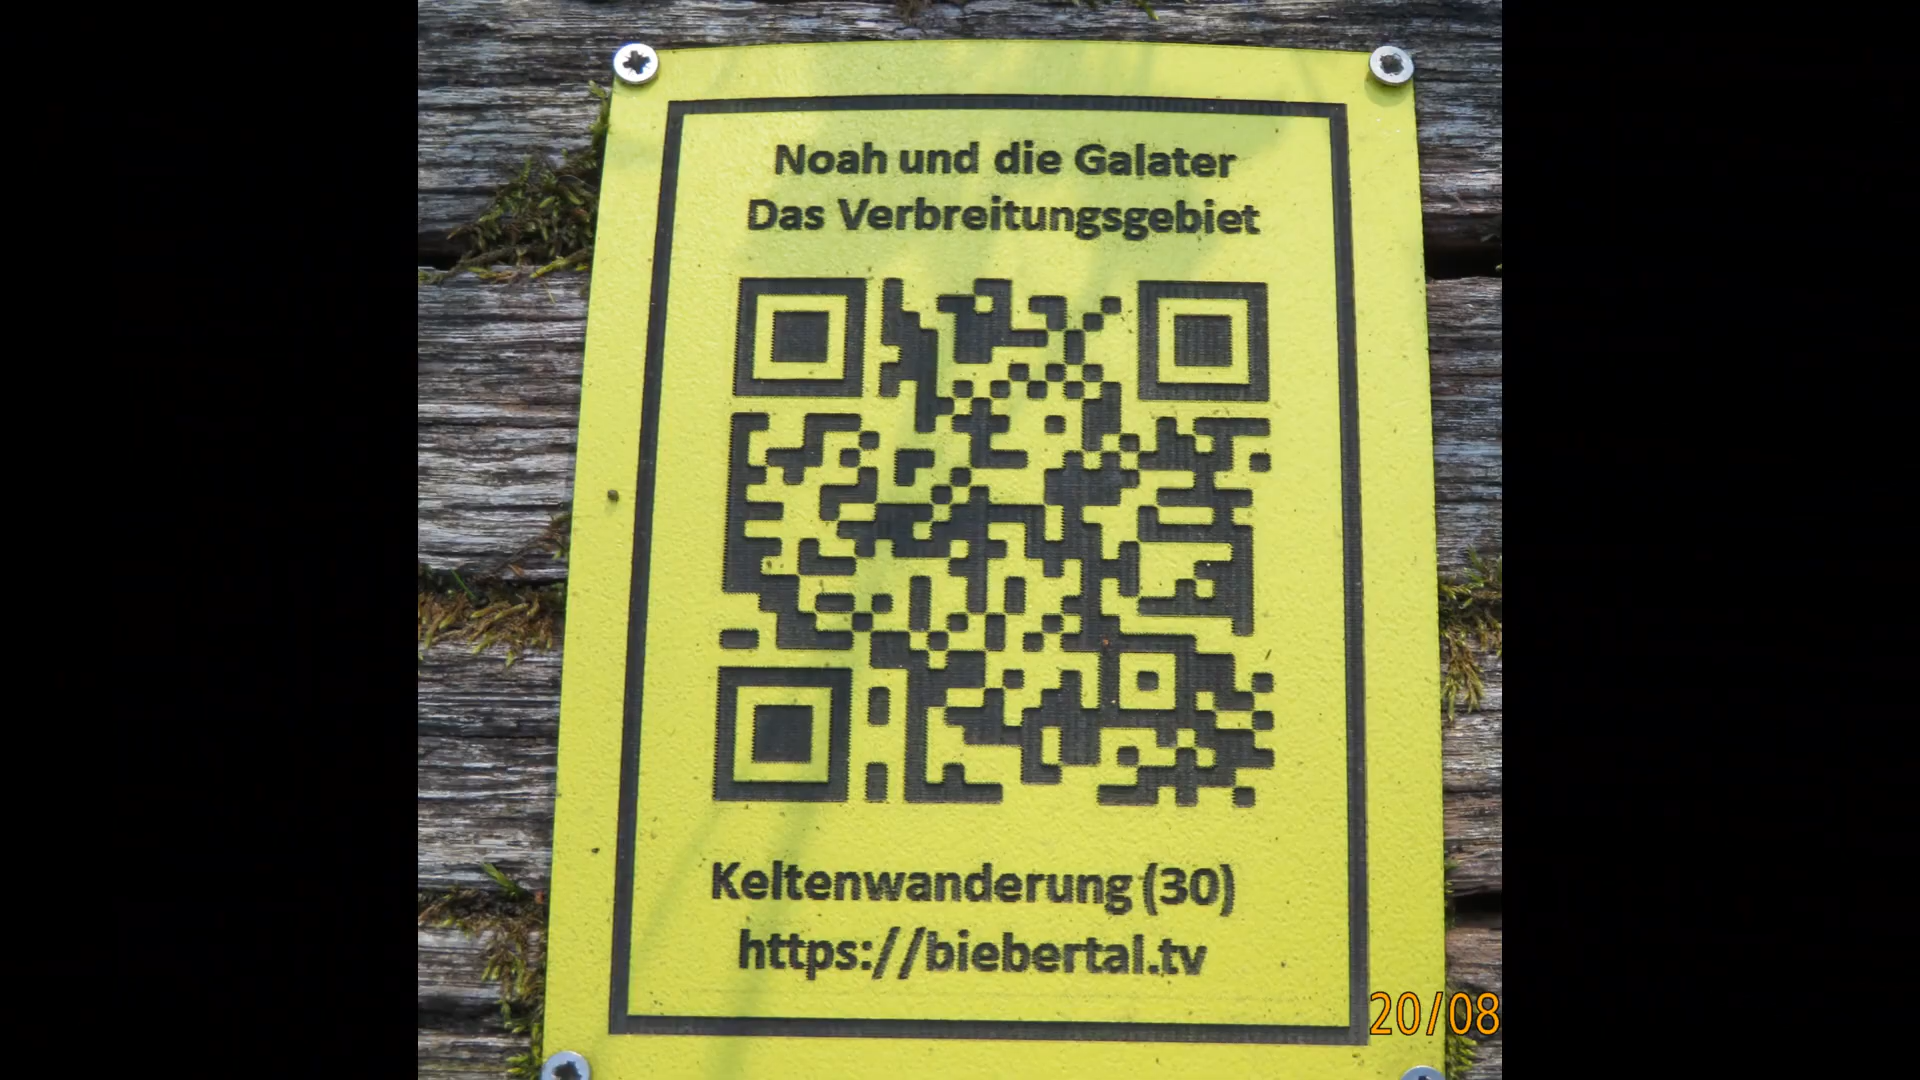 Noah und die Galater
Das Verbreitungsgebiet
Keltenwanderung (30)
https://biebertal.tv
20/08